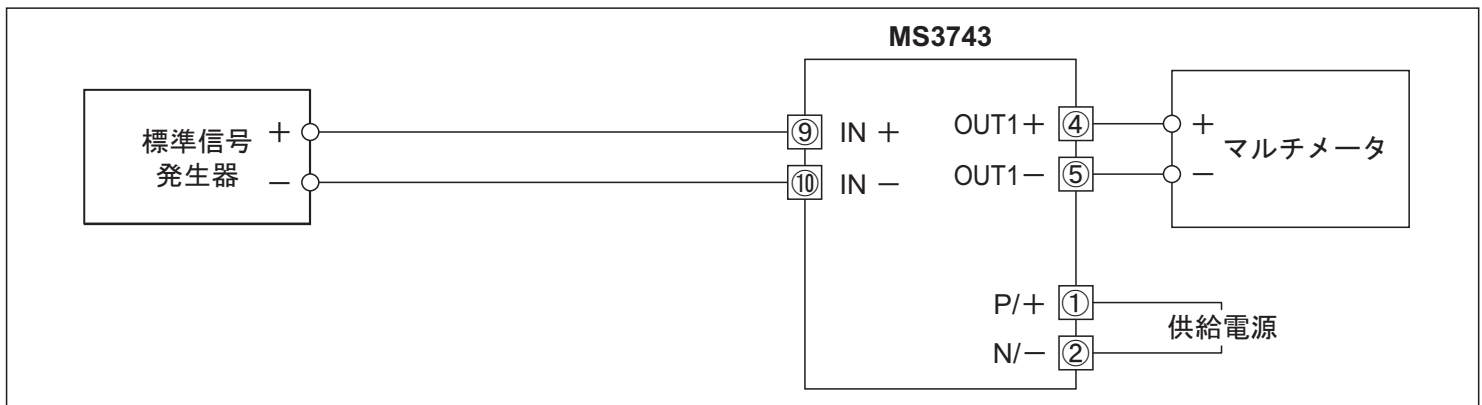 MS3743
標準信号
発生器
+
−
⑨ IN +
⑩ IN −
OUT1+ ④
OUT1− ⑤
+
−
マルチメータ
P/+ ①
N/− ②
供給電源